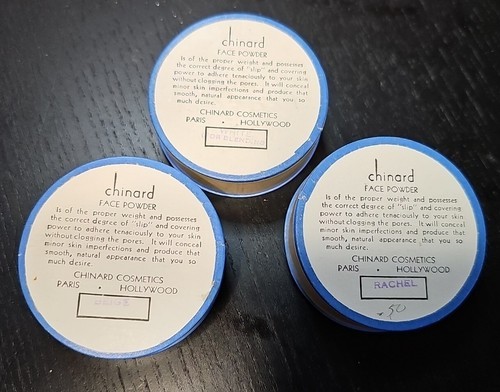 chinard
FACE POWDER
Is of the proper weight and possesses
the correct degree of "slip" and covering
power to adhere tenaciously to your skin
without clogging the pores. It will conceal
minor skin imperfections and produce that
smooth, natural appearance that you so
much desire.
CHINARD COSMETICS
PARIS • HOLLYWOOD
chinard
FACE POWDER
Is of the proper weight and possesses
the correct degree of "slip" and covering
power to adhere tenaciously to your skin
without clogging the pores. It will conceal
minor skin imperfections and produce that
smooth, natural appearance that you so
much desire.
CHINARD COSMETICS
PARIS • HOLLYWOOD
chinard
FACE POWDER
Is of the proper weight and possesses
the correct degree of "slip" and covering
power to adhere tenaciously to your skin
without clogging the pores. It will conceal
minor skin imperfections and produce that
smooth, natural appearance that you so
much desire.
CHINARD COSMETICS
PARIS • HOLLYWOOD
RACHEL
.50